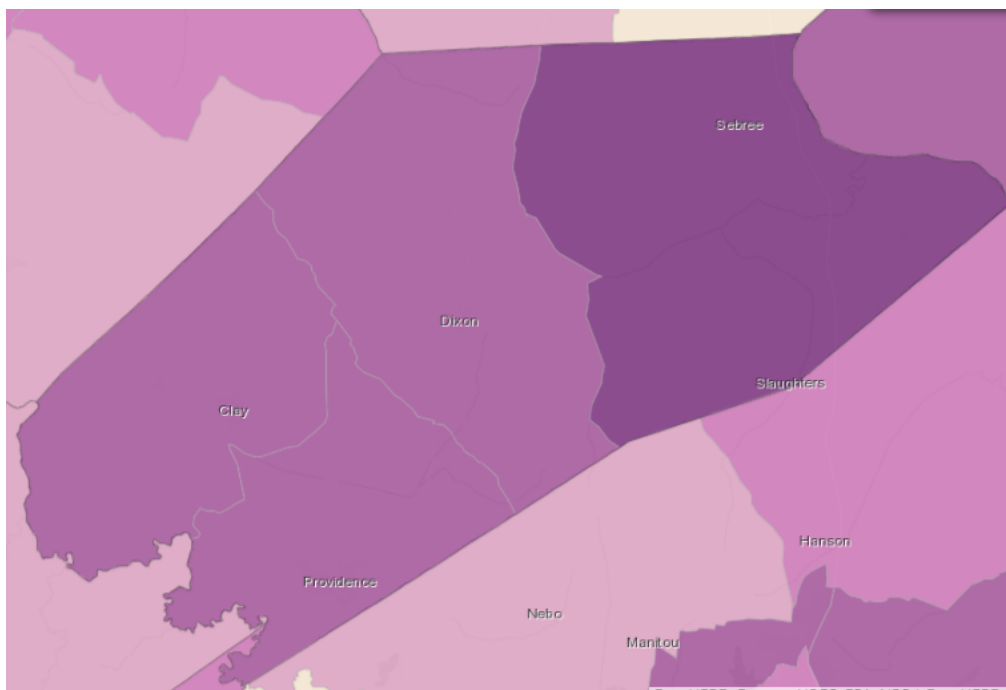 Sebree
Dixon
Slaughters
Clay
Hanson
Providence
Nebo
Manitou